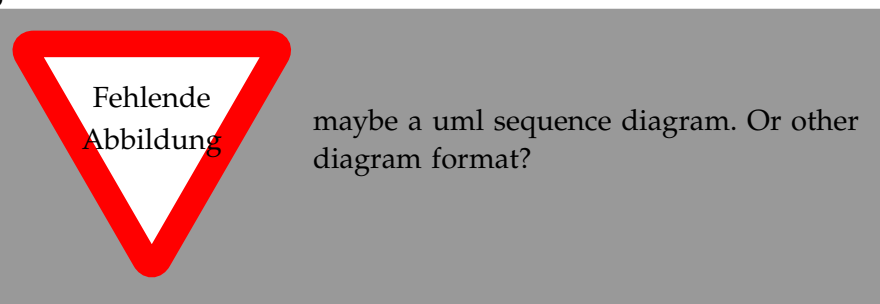 Fehlende
Abbildung
maybe a uml sequence diagram. Or other
diagram format?